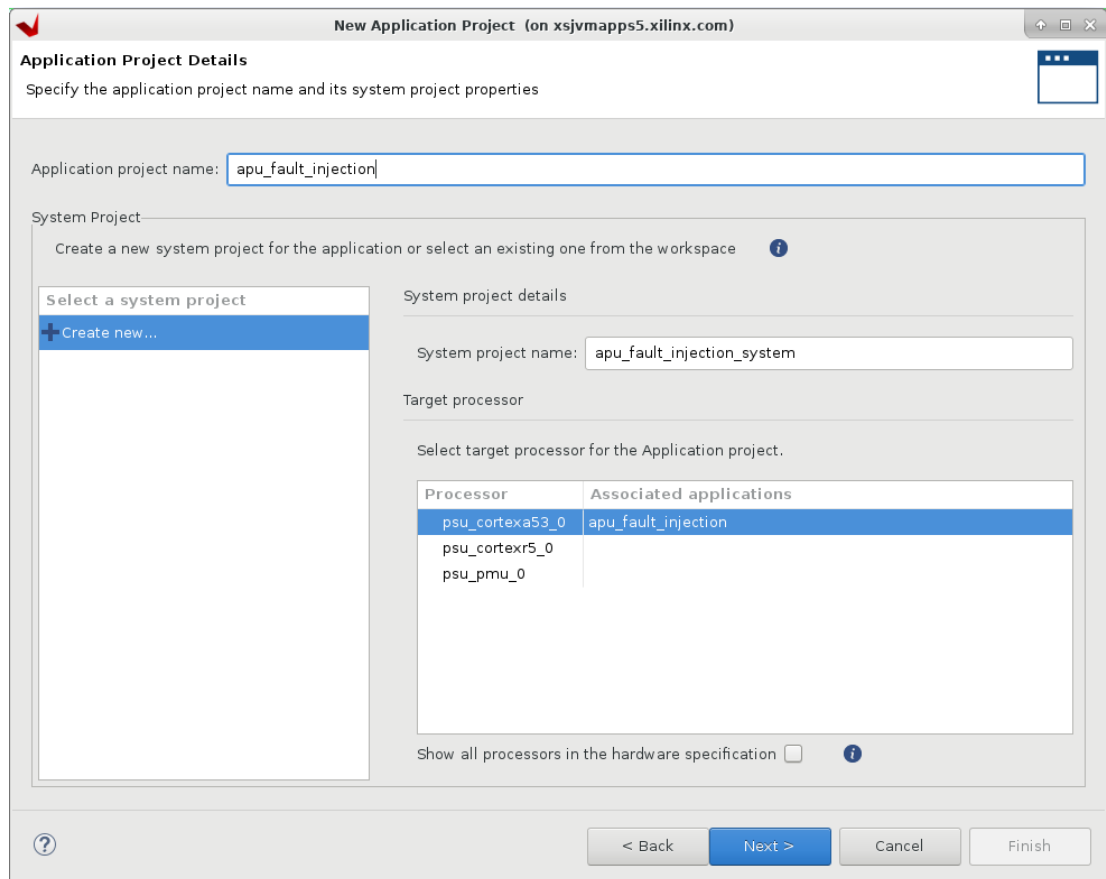 New Application Project (on xsjvmapps5.xilinx.com)
Application Project Details
Specify the application project name and its system project properties
Application project name: apu_fault_injection
System Project
Create a new system project for the application or select an existing one from the workspace
Select a system project
Create new...
System project details
System project name: apu_fault_injection_system
Target processor
Select target processor for the Application project.
Processor Associated applications
psu_cortexa53_0 apu_fault_injection
psu_cortexr5_0
psu_pmu_0
Show all processors in the hardware specification
< Back Next > Cancel Finish